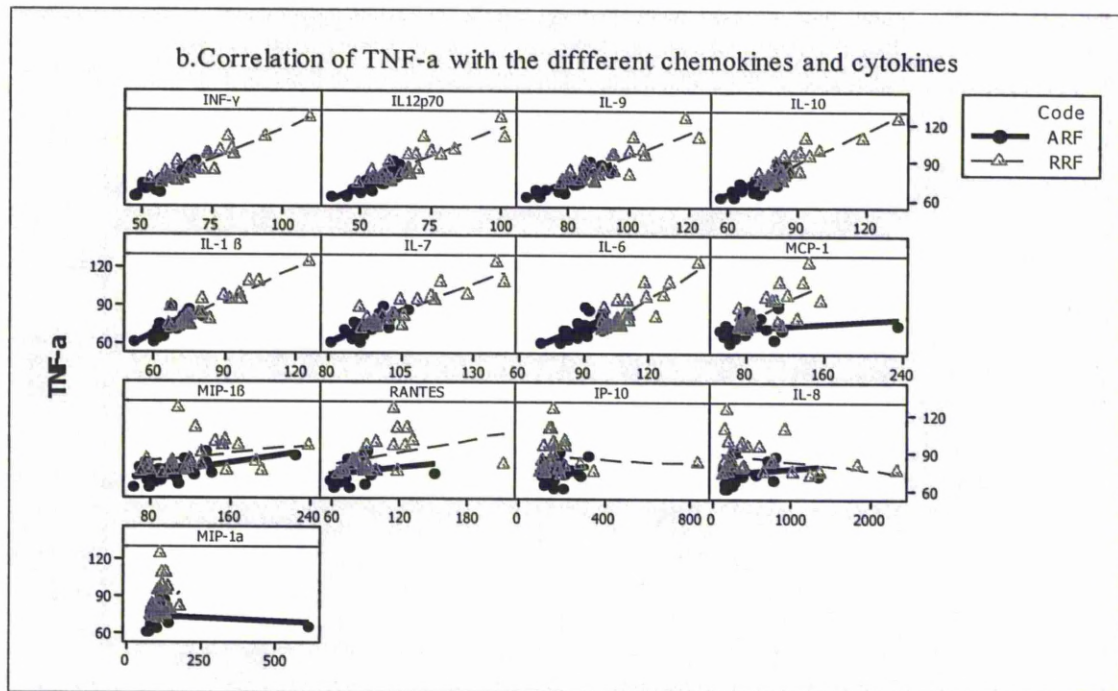 b.Correlation of TNF-a with the diffferent chemokines and cytokines
INF-γ IL12p70 IL-9 IL-10
Code
ARF
RRF
120
90
60
50 75 100 50 75 100 80 100 120 60 90 120
IL-1 ß IL-7 IL-6 MCP-1
120
90
60
60 90 120 80 105 130 60 90 120 80 160 240
TNF-a
MIP-1ß RANTES IP-10 IL-8
120
90
60
80 160 240 60 120 180 0 400 800 0 1000 2000
MIP-1a
120
90
60
0 250 500